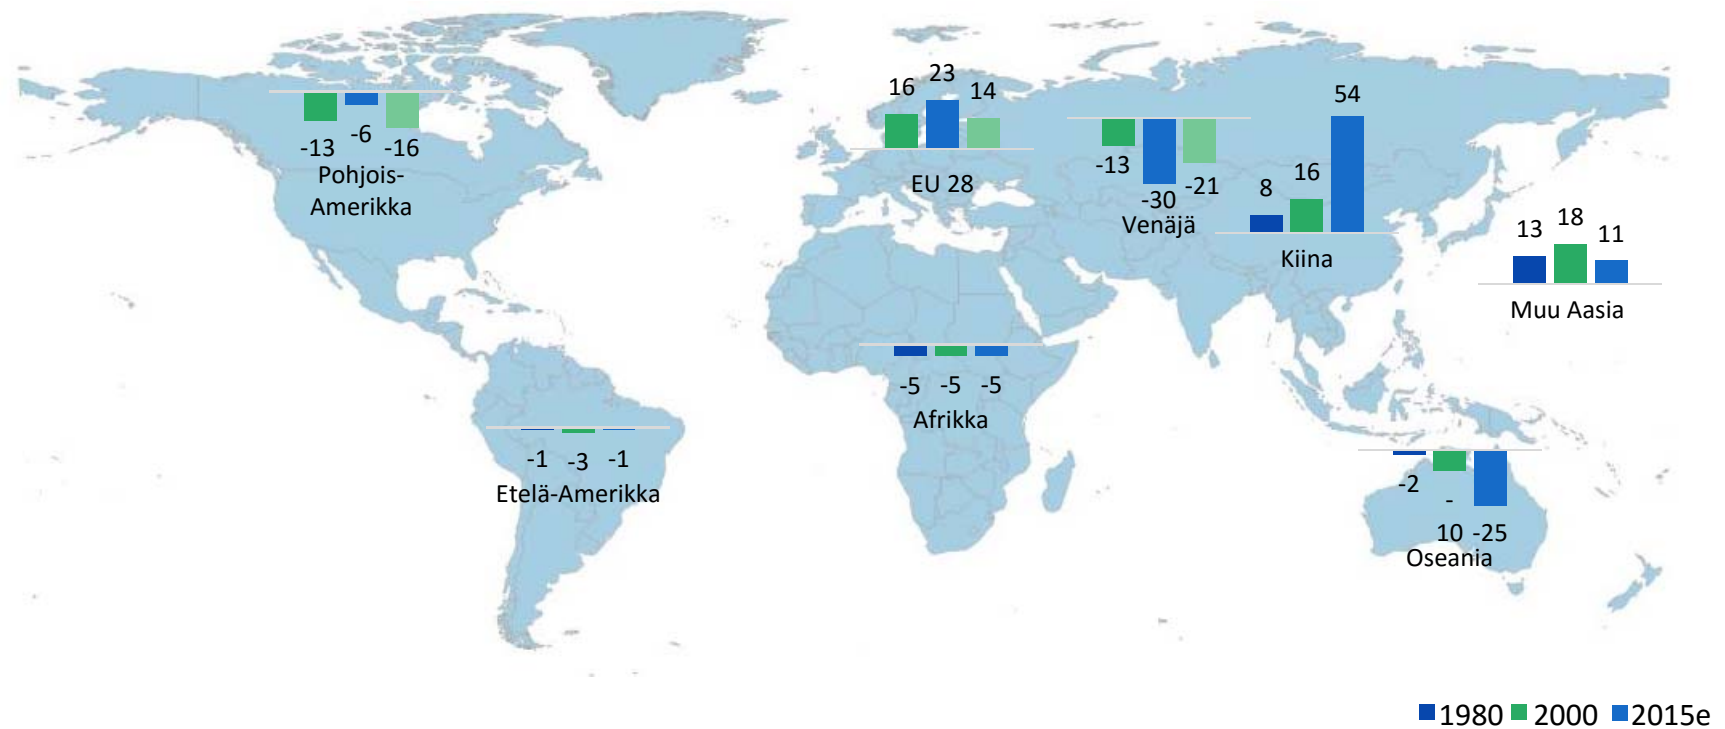 -13 -6 -16
Pohjois-
Amerikka
16 23 14
EU 28
-13 -30 -21
Venäjä
8 16 54
Kiina
13 18 11
Muu Aasia
-5 -5 -5
Afrikka
-1 -3 -1
Etelä-Amerikka
-2 -
10 -25
Oseania
1980 2000 2015e